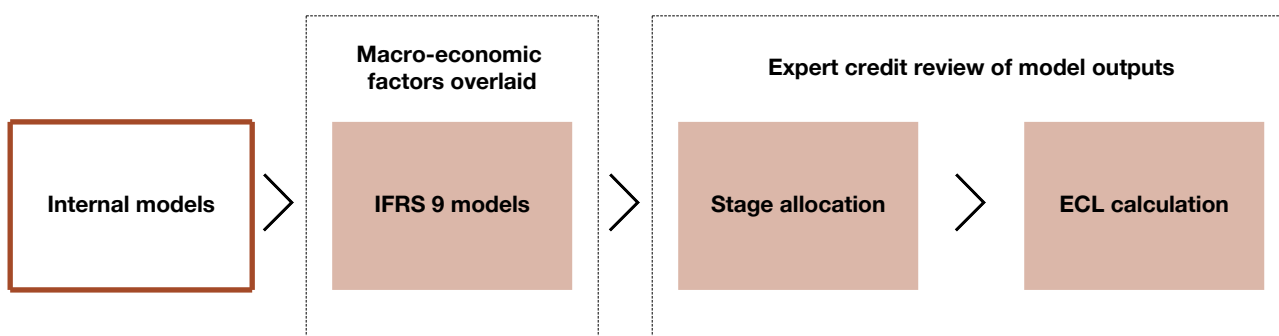 Macro-economic
factors overlaid
Expert credit review of model outputs
Internal models
IFRS 9 models
Stage allocation
ECL calculation